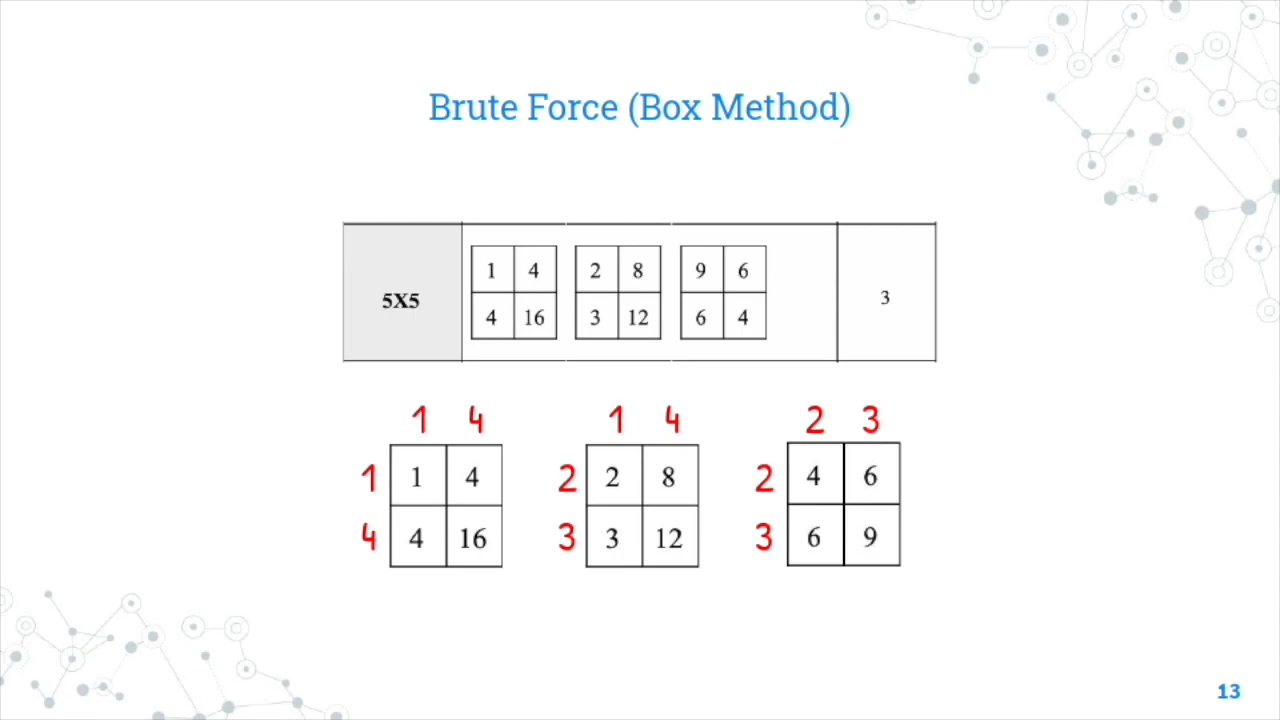 Brute Force (Box Method)
5X5
1 4 2 8 9 6
4 16 3 12 6 4
3
1 4 1 4 2 3
1 1 4 2 2 8 2 4 6
4 4 16 3 3 12 3 6 9
13